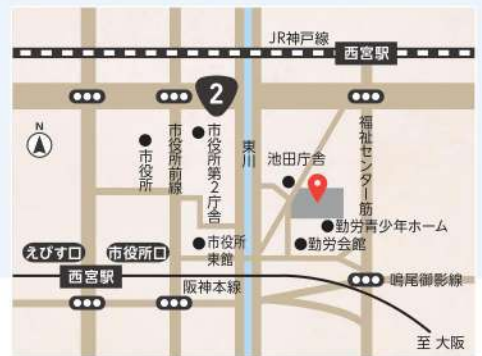 JR神戸線
西宮駅
2
N
市役所
市役所前線
市役所第2庁舎
東川
池田庁舎
福祉センター筋
勤労青少年ホーム
勤労会館
市役所
東館
えびす口
市役所口
西宮駅
阪神本線
鳴尾御影線
至 大阪